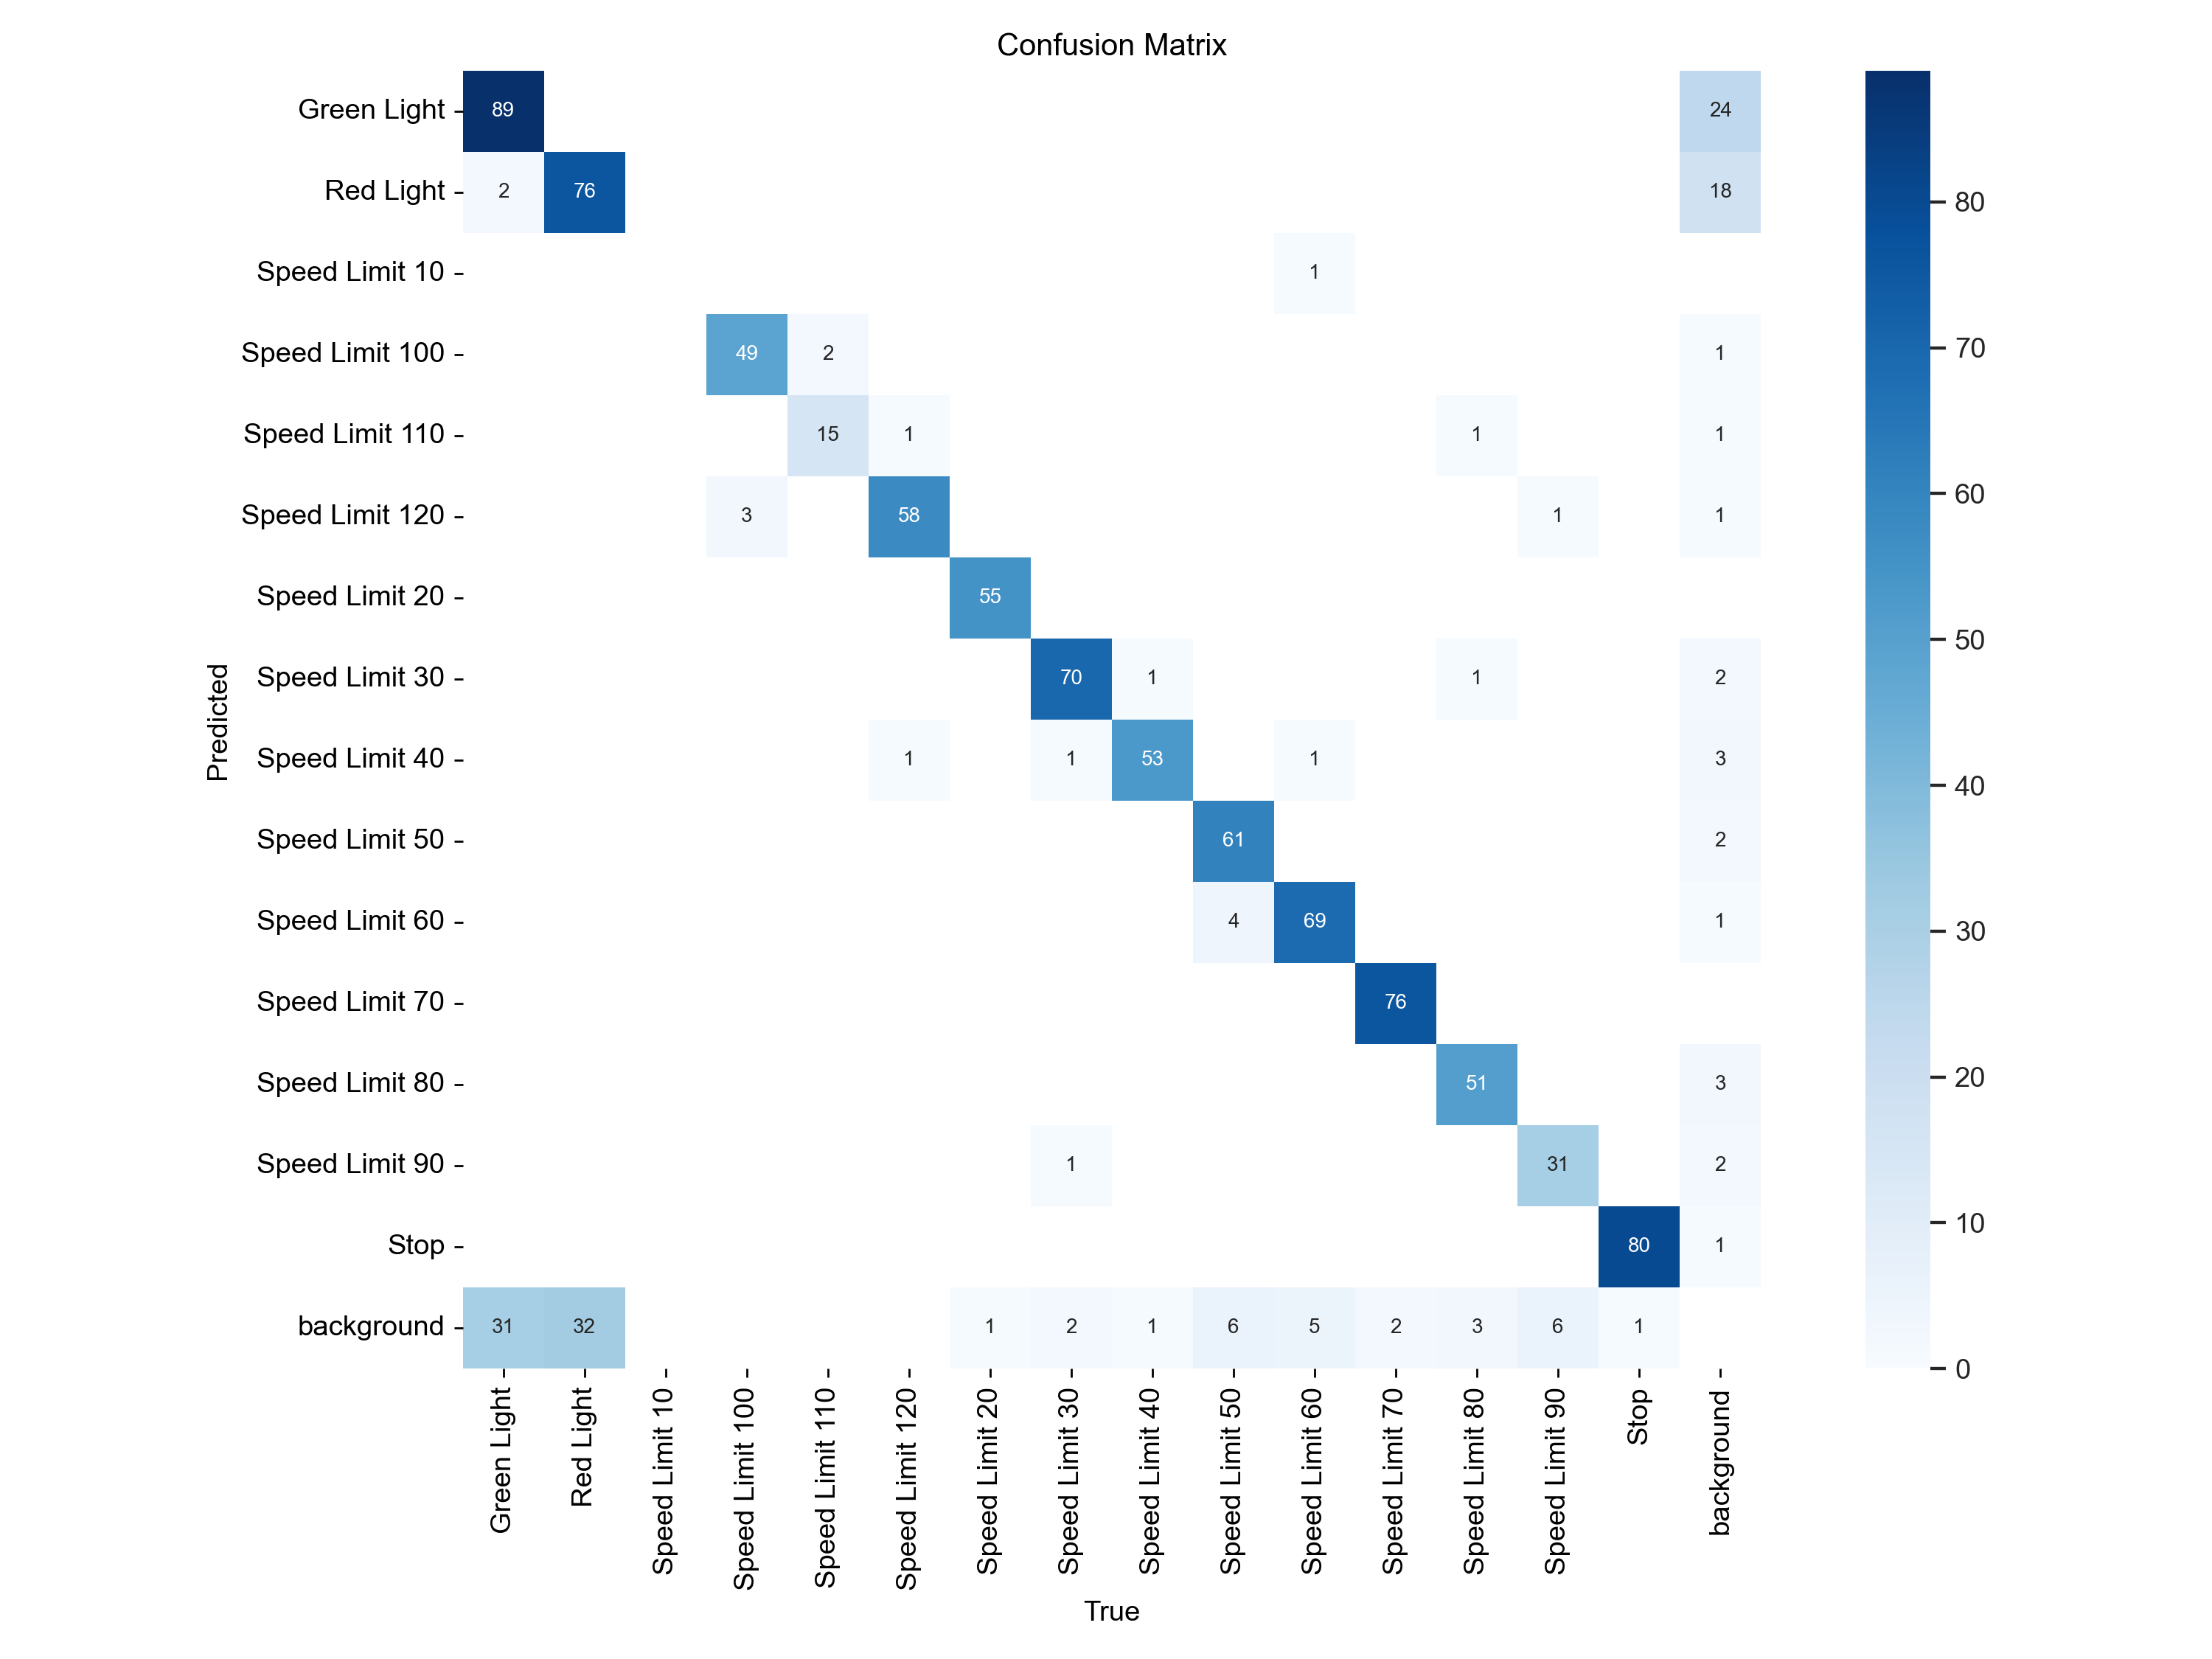 Confusion Matrix
Green Light 89 24
Red Light 2 76 18
Speed Limit 10 1
Speed Limit 100 49 2 1
Speed Limit 110 15 1 1 1
Speed Limit 120 3 58 1 1
Speed Limit 20 55
Speed Limit 30 70 1 1 2
Speed Limit 40 1 1 53 1 3
Speed Limit 50 61 2
Speed Limit 60 4 69 1
Speed Limit 70 76
Speed Limit 80 51 3
Speed Limit 90 1 31 2
Stop 80 1
background 31 32 1 2 1 6 5 2 3 6 1
Predicted
Green Light
Red Light
Speed Limit 10
Speed Limit 100
Speed Limit 110
Speed Limit 120
Speed Limit 20
Speed Limit 30
Speed Limit 40
Speed Limit 50
Speed Limit 60
Speed Limit 70
Speed Limit 80
Speed Limit 90
Stop
background
True
80
70
60
50
40
30
20
10
0